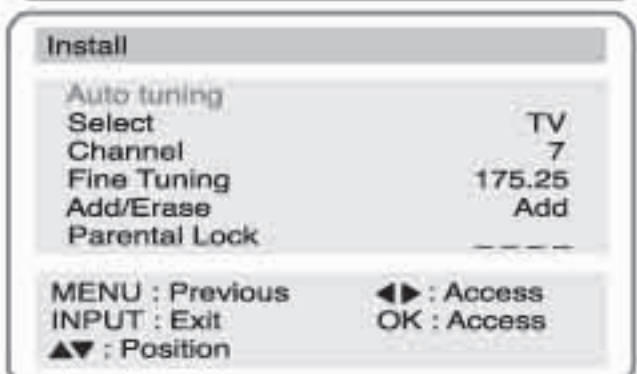 Install
Auto tuning
Select TV
Channel 7
Fine Tuning 175.25
Add/Erase Add
Parental Lock _ _ _ _
MENU : Previous ◀▶ : Access
INPUT : Exit OK : Access
▲▼ : Position